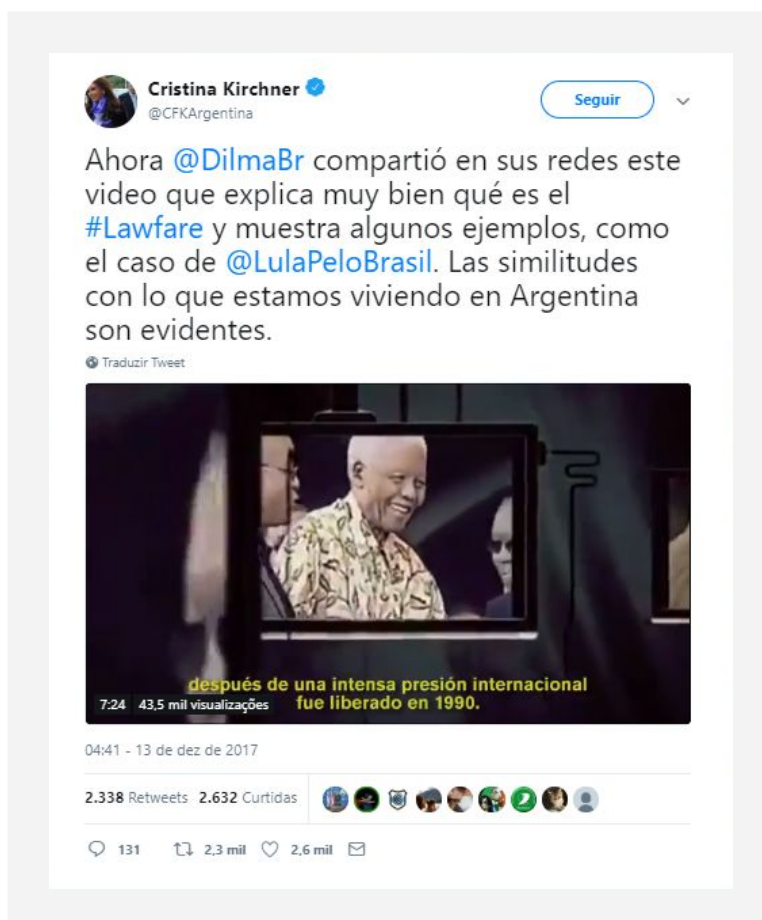 Cristina Kirchner
@CFKArgentina
Seguir
Ahora @DilmaBr compartió en sus redes este
video que explica muy bien qué es el
#Lawfare y muestra algunos ejemplos, como
el caso de @LulaPeloBrasil. Las similitudes
con lo que estamos viviendo en Argentina
son evidentes.
Traduzir Tweet
después de una intensa presión internacional
fue liberado en 1990.
7:24 43,5 mil visualizações
04:41 - 13 de dez de 2017
2.338 Retweets 2.632 Curtidas
131 2,3 mil 2,6 mil